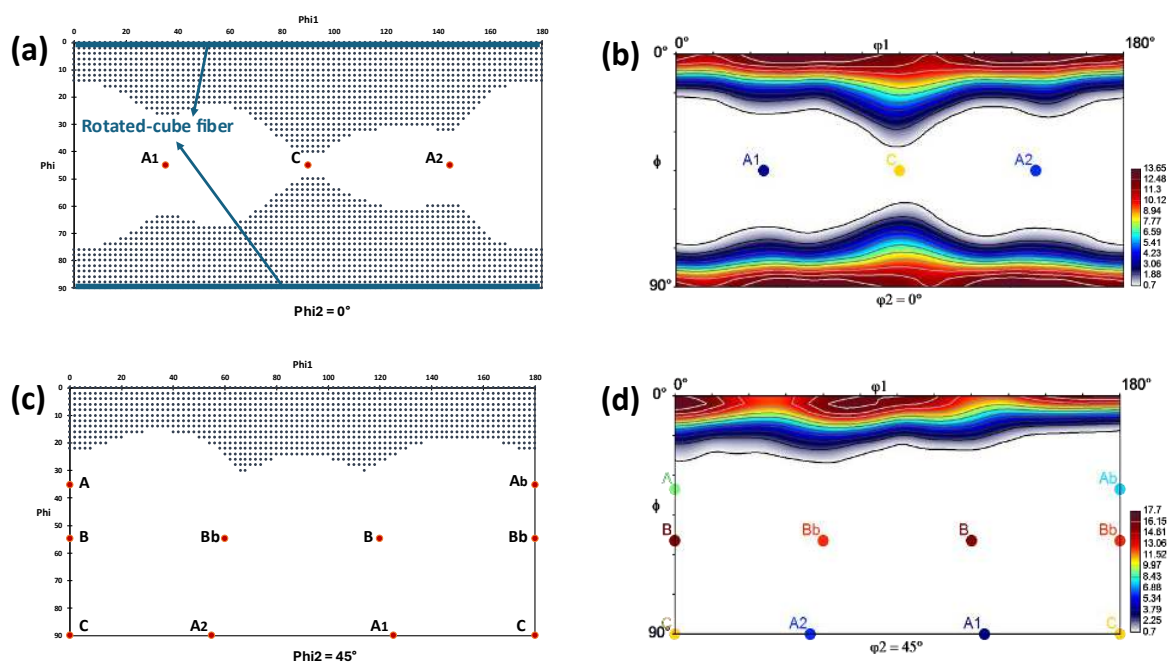 (a)
Phi1
0 20 40 60 80 100 120 140 160 180
0
10
20
30
40
50
60
70
80
90
Phi
Rotated-cube fiber
A1 C A2
Phi2 = 0°
(b)
0° φ1 180°
0°
ϕ
90°
A1 C A2
φ2 = 0°
13.65
12.48
11.3
10.12
8.94
7.77
6.59
5.41
4.23
3.06
1.88
0.7
(c)
Phi1
0 20 40 60 80 100 120 140 160 180
0
10
20
30
40
50
60
70
80
90
Phi
A Ab
B Bb B Bb
C A2 A1 C
Phi2 = 45°
(d)
0° φ1 180°
0°
ϕ
90°
A Ab
B Bb B Bb
C A2 A1 C
φ2 = 45°
17.7
16.15
14.61
13.06
11.52
9.97
8.43
6.88
5.34
3.79
2.25
0.7